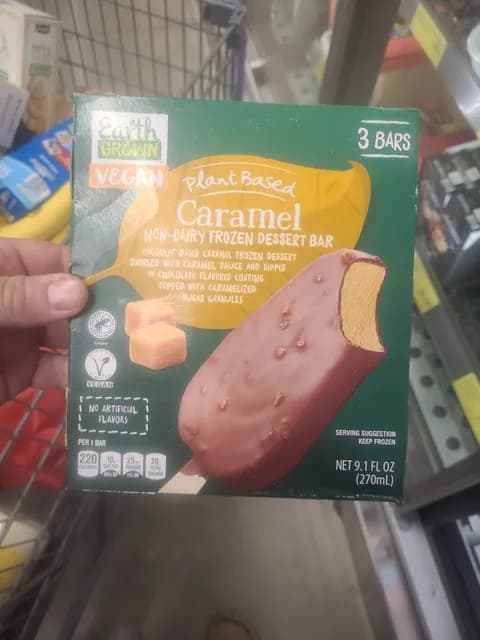 Earth
GROWN
VEGAN
3 BARS
Plant Based
Caramel
NON-DAIRY FROZEN DESSERT BAR
COCONUT BASED CARAMEL FROZEN DESSERT
SWIRLED WITH CARAMEL SAUCE AND DIPPED
IN CHOCOLATE FLAVORED COATING
TOPPED WITH CARAMELIZED
SUGAR GRANULES
VEGAN
NO ARTIFICIAL
FLAVORS
PER 1 BAR
220
CALORIES
SERVING SUGGESTION
KEEP FROZEN
NET 9.1 FL OZ
(270mL)